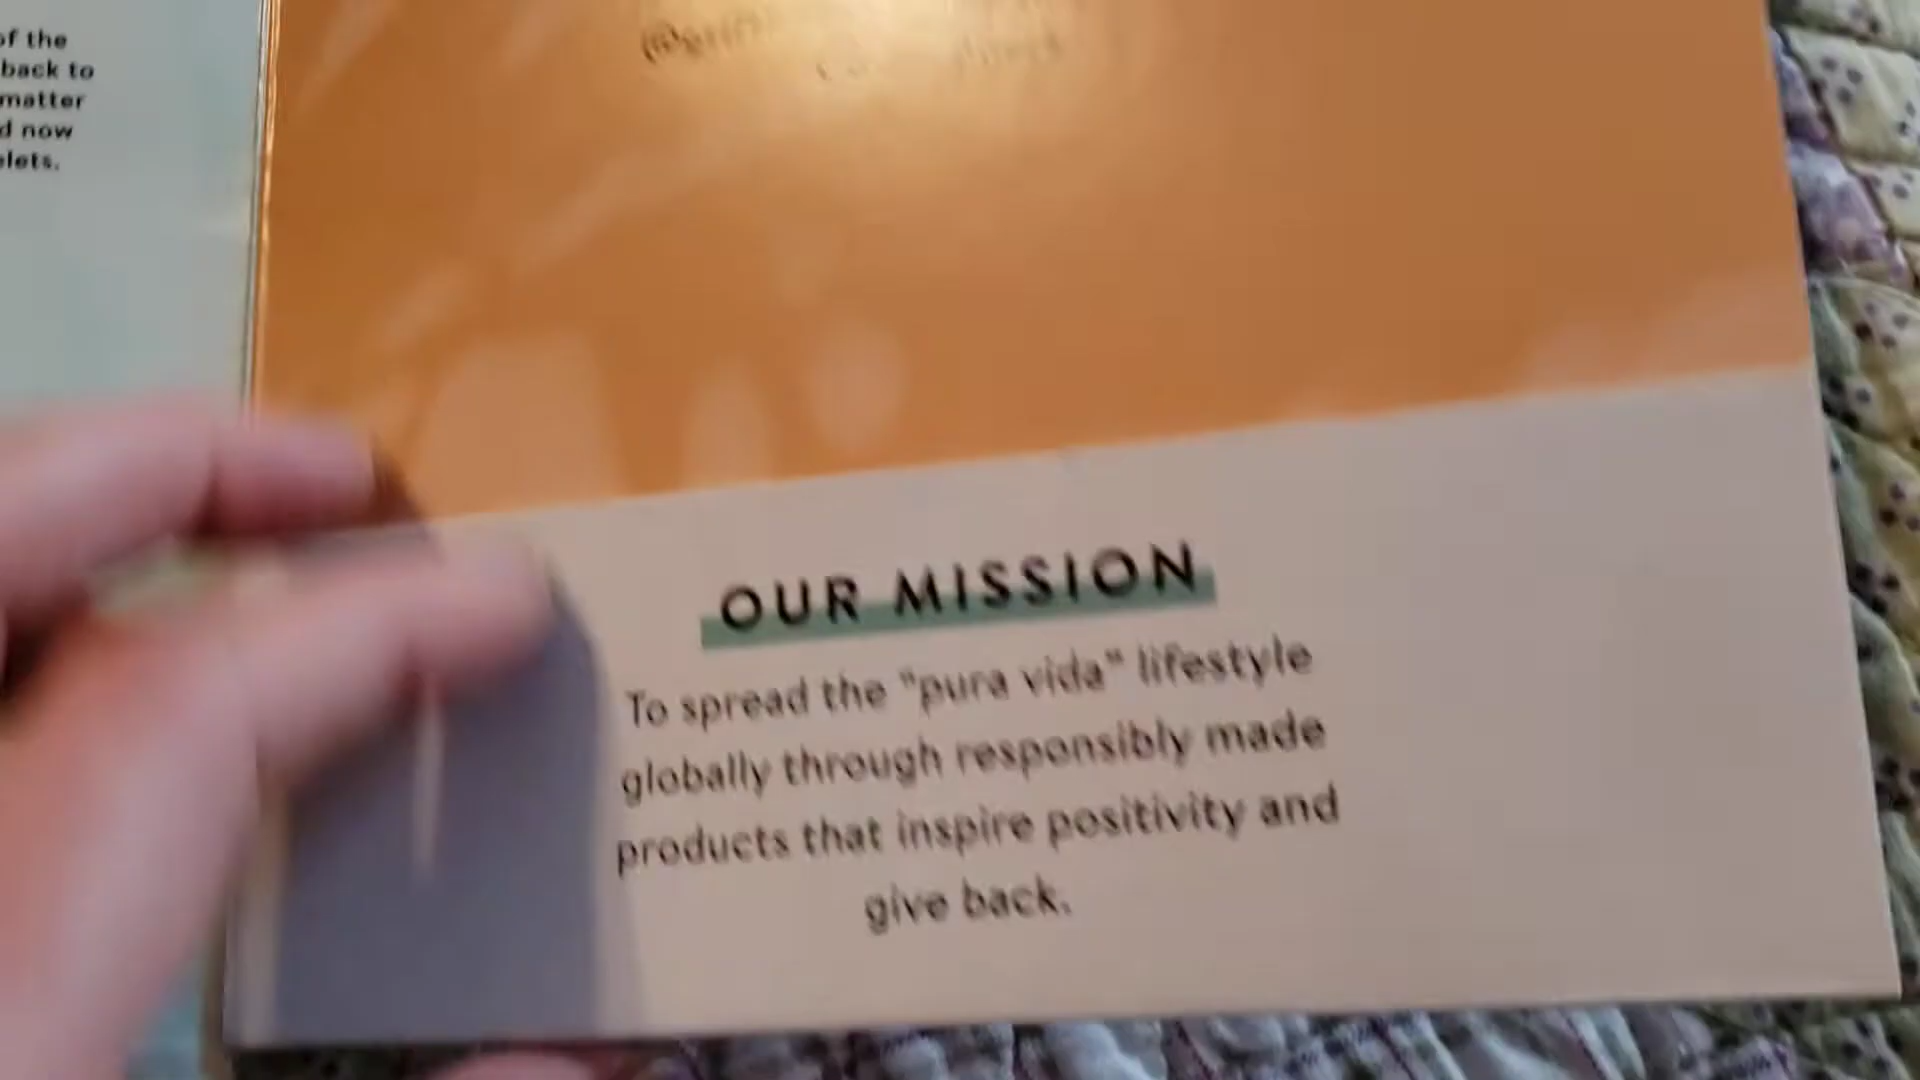 of the
back to
matter
d now
elets.
OUR MISSION
To spread the "pura vida" lifestyle
globally through responsibly made
products that inspire positivity and
give back.